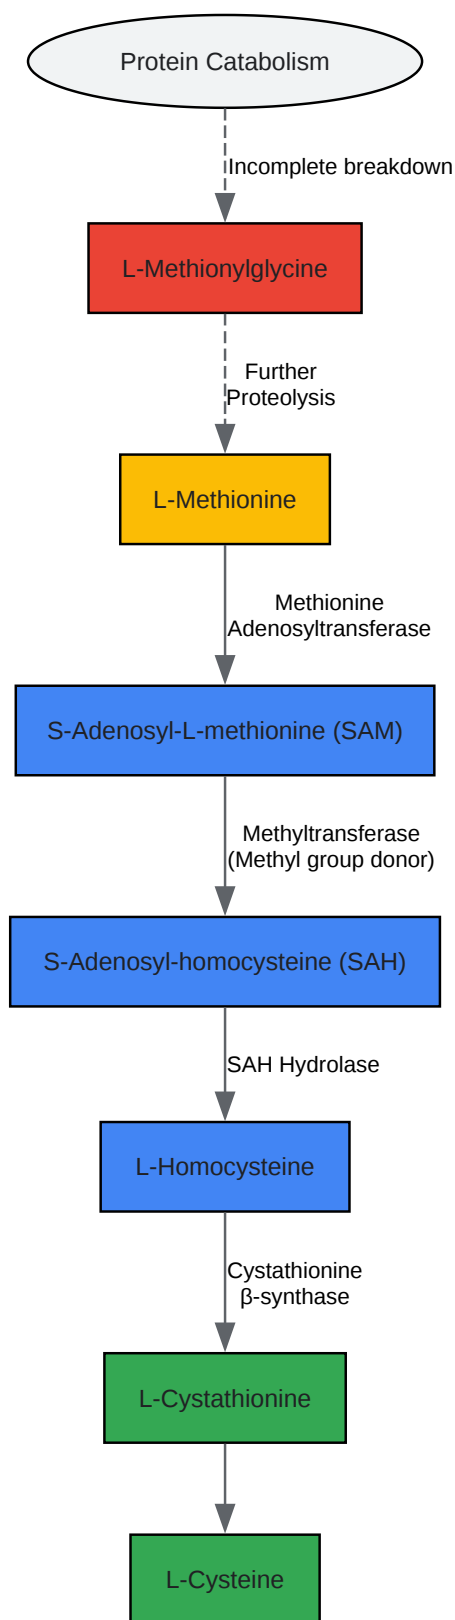 Protein Catabolism
Incomplete breakdown
L-Methionylglycine
Further
Proteolysis
L-Methionine
Methionine
Adenosyltransferase
S-Adenosyl-L-methionine (SAM)
Methyltransferase
(Methyl group donor)
S-Adenosyl-homocysteine (SAH)
SAH Hydrolase
L-Homocysteine
Cystathionine
β-synthase
L-Cystathionine
L-Cysteine